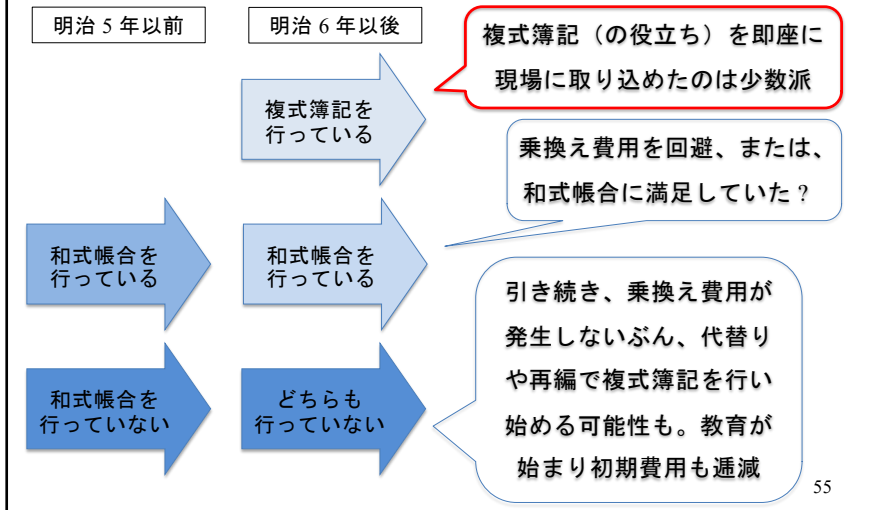 明治５年以前
明治６年以後
複式簿記（の役立ち）を即座に
現場に取り込めたのは少数派
複式簿記を
行っている
乗換え費用を回避、または、
和式帳合に満足していた？
和式帳合を
行っている
和式帳合を
行っている
引き続き、乗換え費用が
発生しないぶん、代替り
や再編で複式簿記を行い
始める可能性も。教育が
始まり初期費用も逓減
和式帳合を
行っていない
どちらも
行っていない
55